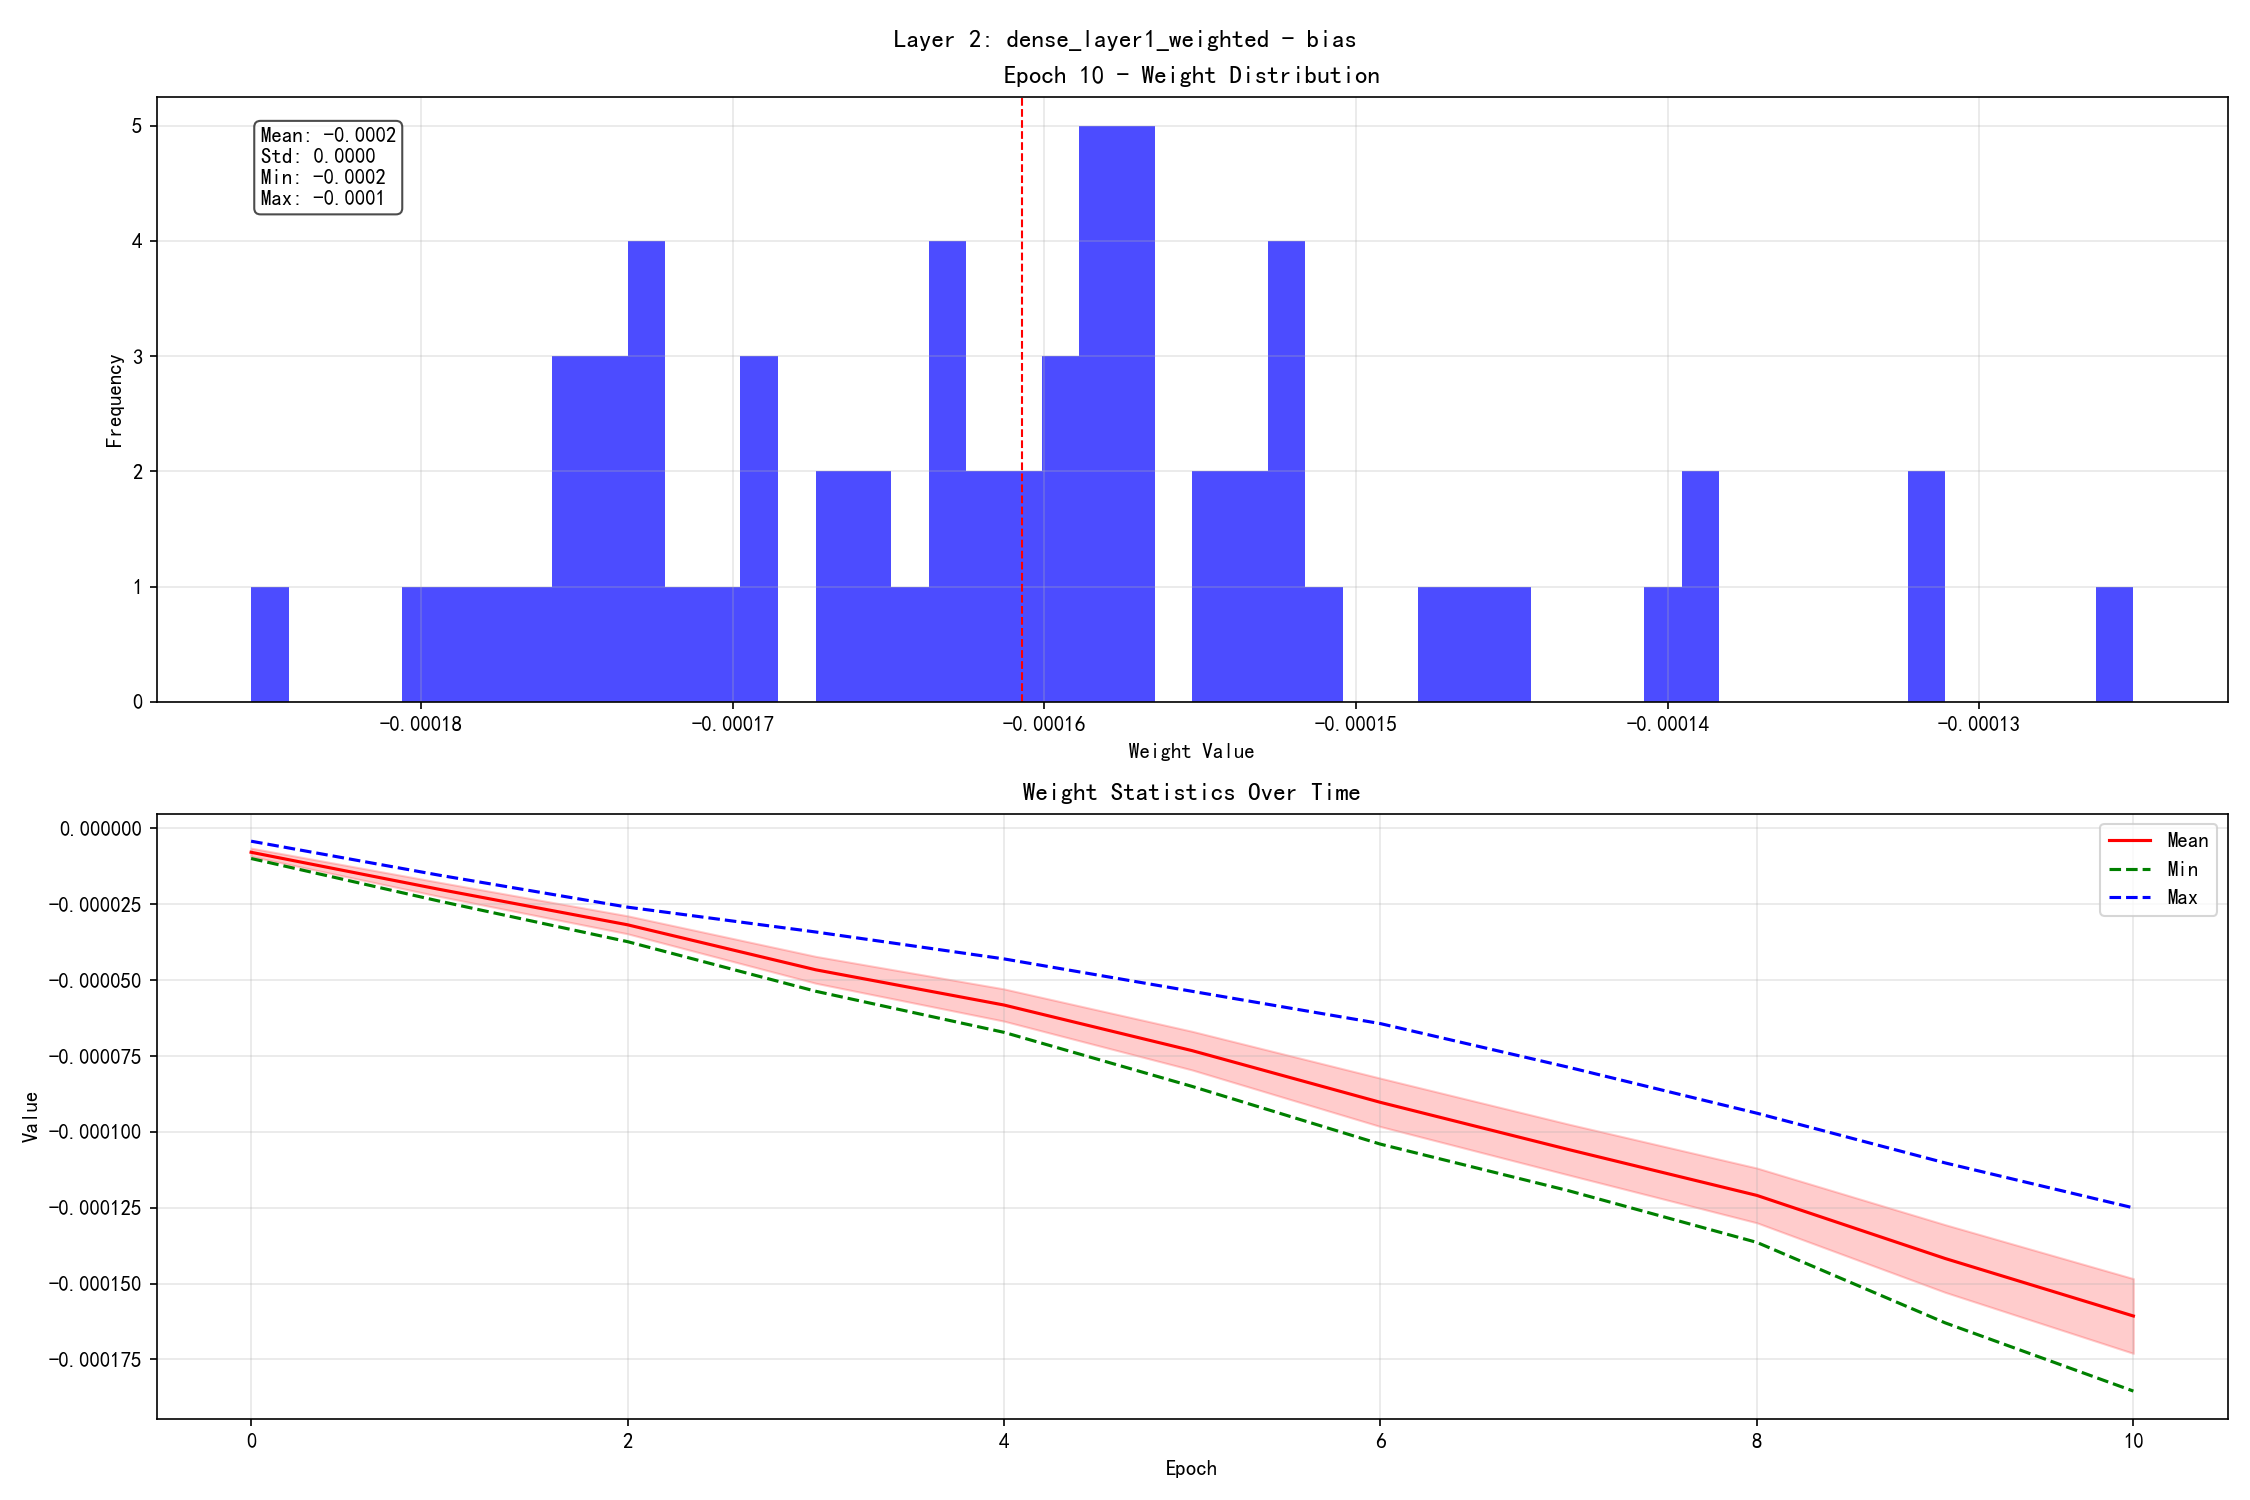 Layer 2: dense_layer1_weighted - bias
Epoch 10 - Weight Distribution
Mean: -0.0002
Std: 0.0000
Min: -0.0002
Max: -0.0001
5
4
3
2
1
0
Frequency
-0.00018 -0.00017 -0.00016 -0.00015 -0.00014 -0.00013
Weight Value
Weight Statistics Over Time
Mean
Min
Max
0.000000
-0.000025
-0.000050
-0.000075
-0.000100
-0.000125
-0.000150
-0.000175
Value
0 2 4 6 8 10
Epoch